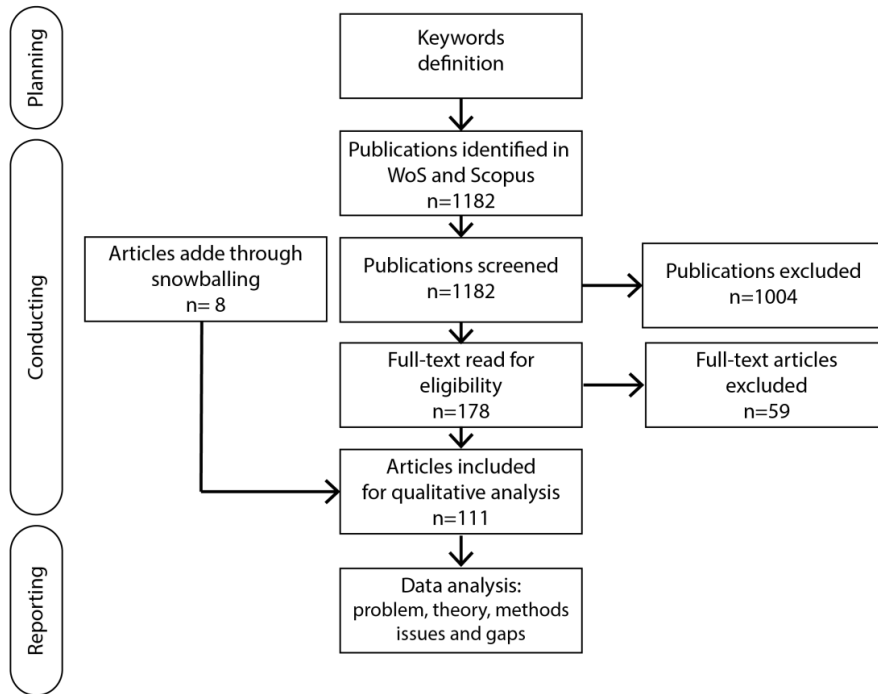 Planning
Keywords
definition
Conducting
Publications identified in
WoS and Scopus
n=1182
Articles adde through
snowballing
n= 8
Publications screened
n=1182
Publications excluded
n=1004
Full-text read for
eligibility
n=178
Full-text articles
excluded
n=59
Articles included
for qualitative analysis
n=111
Reporting
Data analysis:
problem, theory, methods
issues and gaps